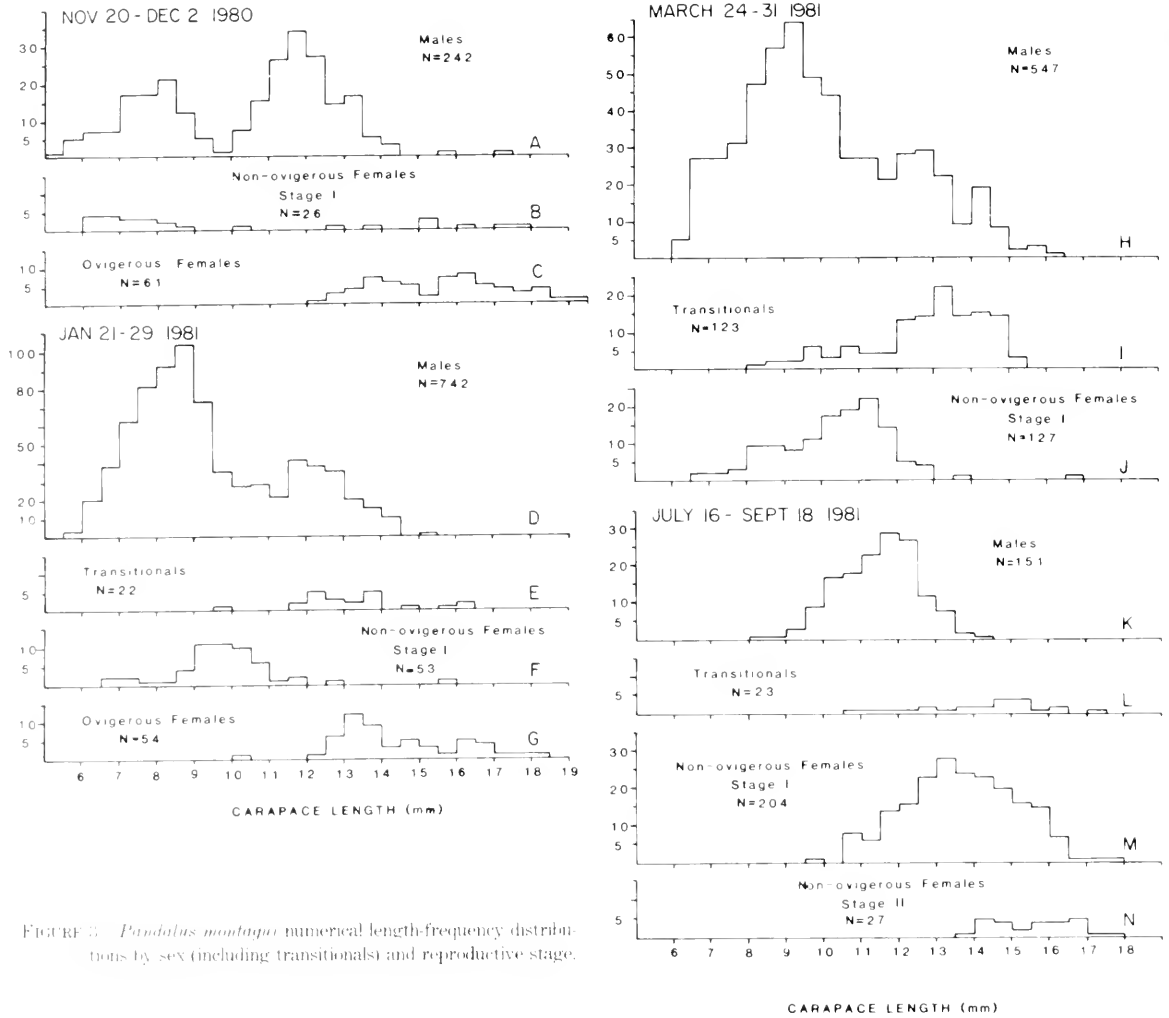 NOV 20 - DEC 2 1980
30
20
10
5
Males
N=242
A
Non-ovigerous Females
Stage I
N=26
5
B
Ovigerous Females
N=61
10
5
C
JAN 21-29 1981
100
80
50
20
10
Males
N=742
D
Transitionals
N=22
5
E
Non-ovigerous Females
Stage I
N=53
10
5
F
Ovigerous Females
N=54
10
5
G
6 7 8 9 10 11 12 13 14 15 16 17 18 19
CARAPACE LENGTH (mm)
FIGURE 3 Pandalus montagui numerical length-frequency distribu-
tions by sex (including transitionals) and reproductive stage.
MARCH 24-31 1981
60
50
40
30
20
10
5
Males
N=547
H
Transitionals
N=123
20
10
5
I
Non-ovigerous Females
Stage I
N=127
20
10
5
J
JULY 16 - SEPT 18 1981
30
20
10
5
Males
N=151
K
Transitionals
N=23
5
L
Non-ovigerous Females
Stage I
N=204
30
20
10
5
M
Non-ovigerous Females
Stage II
N=27
5
N
6 7 8 9 10 11 12 13 14 15 16 17 18
CARAPACE LENGTH (mm)